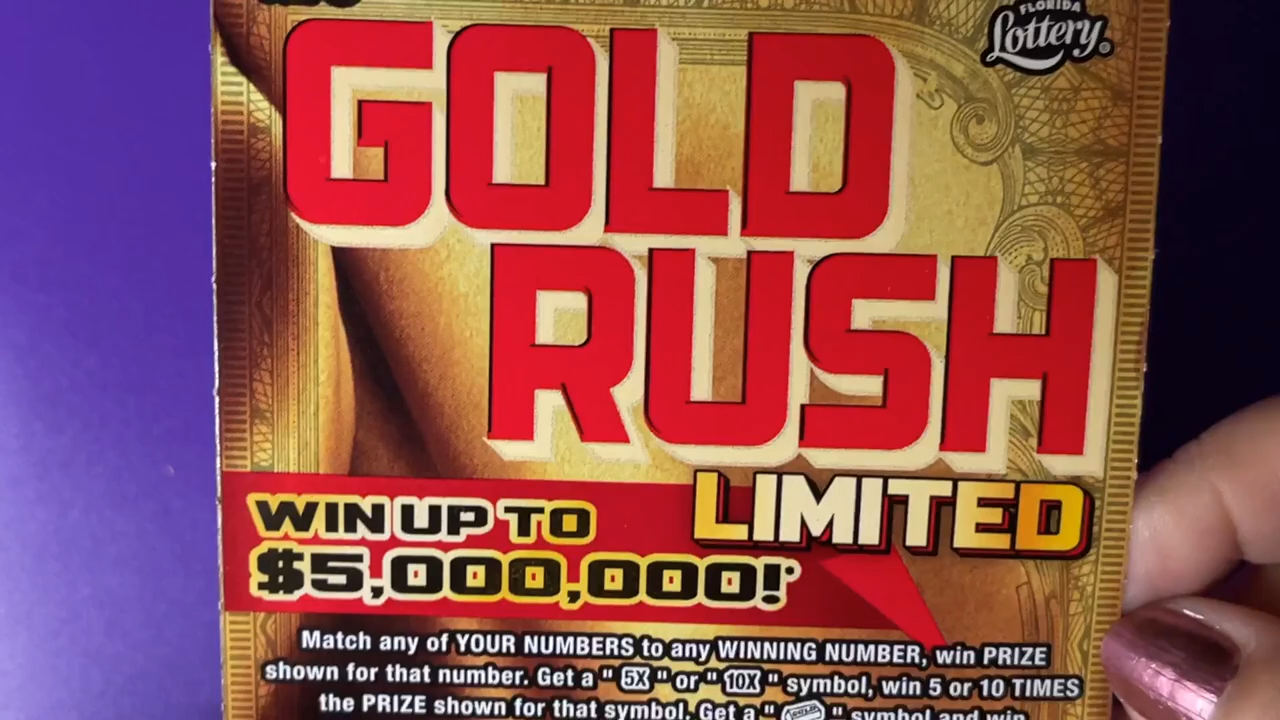 FLORIDA
Lottery
GOLD
RUSH
LIMITED
WIN UP TO
$5,000,000!*
Match any of YOUR NUMBERS to any WINNING NUMBER, win PRIZE
shown for that number. Get a " 5X " or " 10X " symbol, win 5 or 10 TIMES
the PRIZE shown for that symbol. Get a " " symbol and win